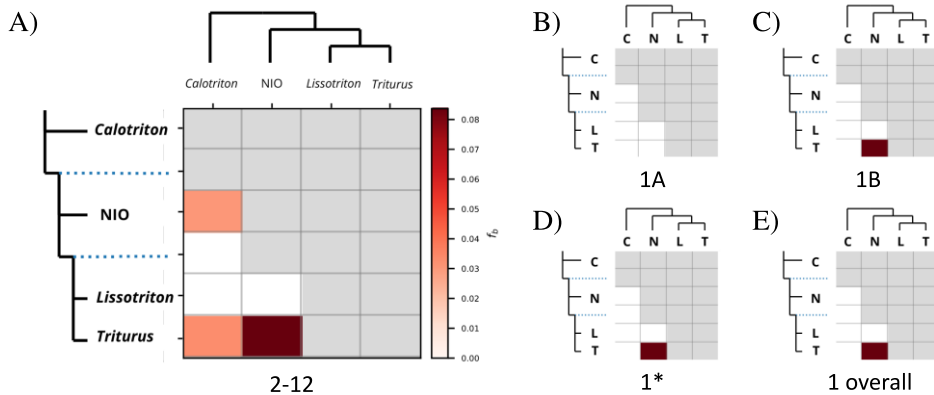 A)
Calotriton NIO Lissotriton Triturus
Calotriton
NIO
Lissotriton
Triturus
0.08
0.07
0.06
0.05
0.04
0.03
0.02
0.01
0.00
fb
2-12
B)
C N L T
C
N
L
T
1A
C)
C N L T
C
N
L
T
1B
D)
C N L T
C
N
L
T
1*
E)
C N L T
C
N
L
T
1 overall